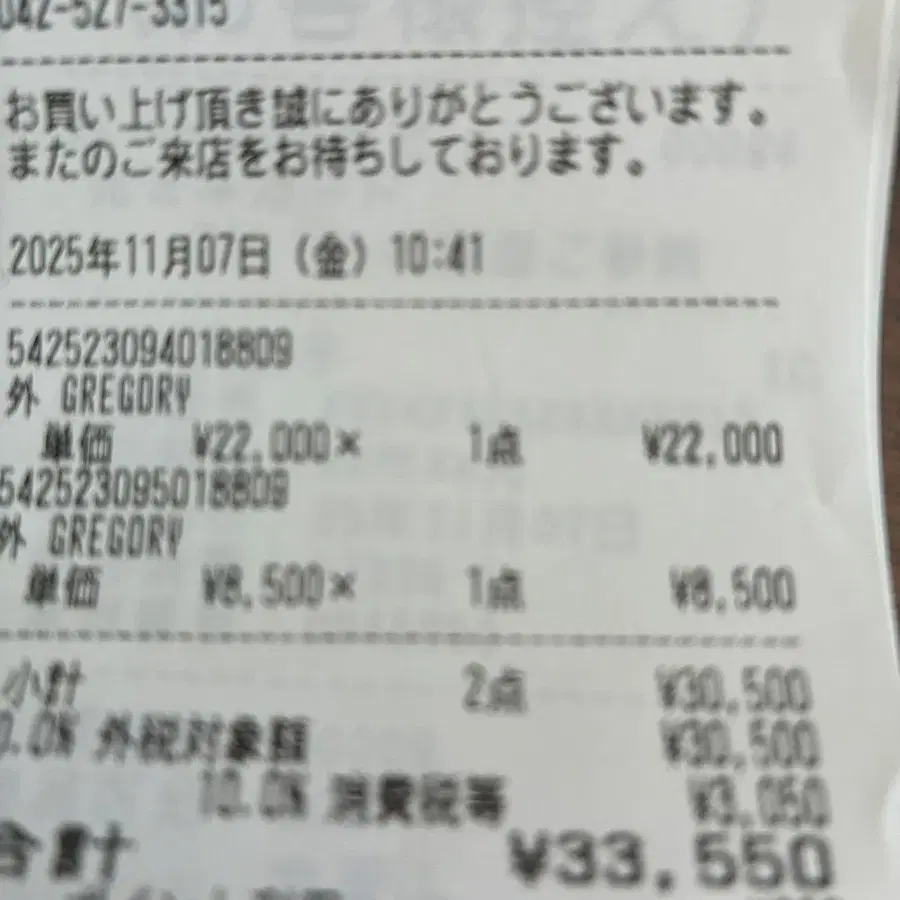 042-527-3315
お買い上げ頂き誠にありがとうございます。
またのご来店をお待ちしております。
2025年11月07日（金）10:41
542523094018809
外 GREGORY
単価 ¥22,000× 1点 ¥22,000
542523095018809
外 GREGORY
単価 ¥8,500× 1点 ¥8,500
小計 2点 ¥30,500
0.0% 外税対象額 ¥30,500
10.0% 消費税等 ¥3,050
合計 ¥33,550